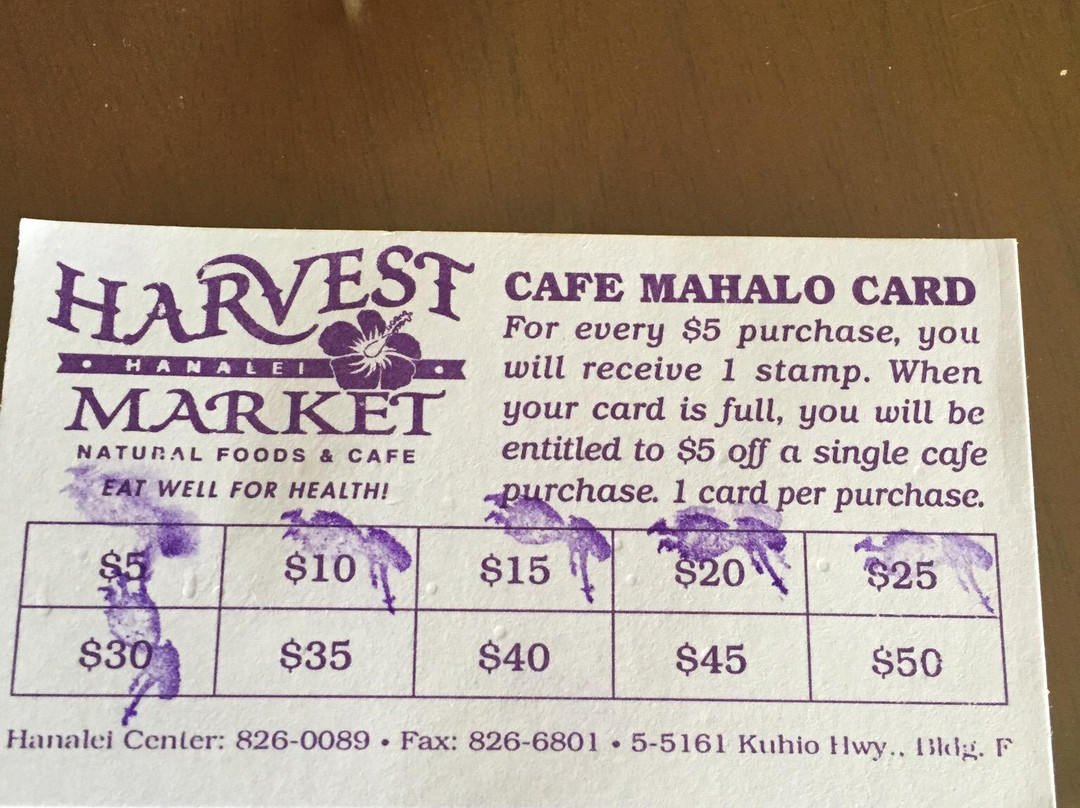 HARVEST
• HANALEI •
MARKET
NATURAL FOODS & CAFE
EAT WELL FOR HEALTH!
CAFE MAHALO CARD
For every $5 purchase, you
will receive 1 stamp. When
your card is full, you will be
entitled to $5 off a single cafe
purchase. 1 card per purchase.
$5 $10 $15 $20 $25
$30 $35 $40 $45 $50
Hanalei Center: 826-0089 • Fax: 826-6801 • 5-5161 Kuhio Hwy., Bldg. F